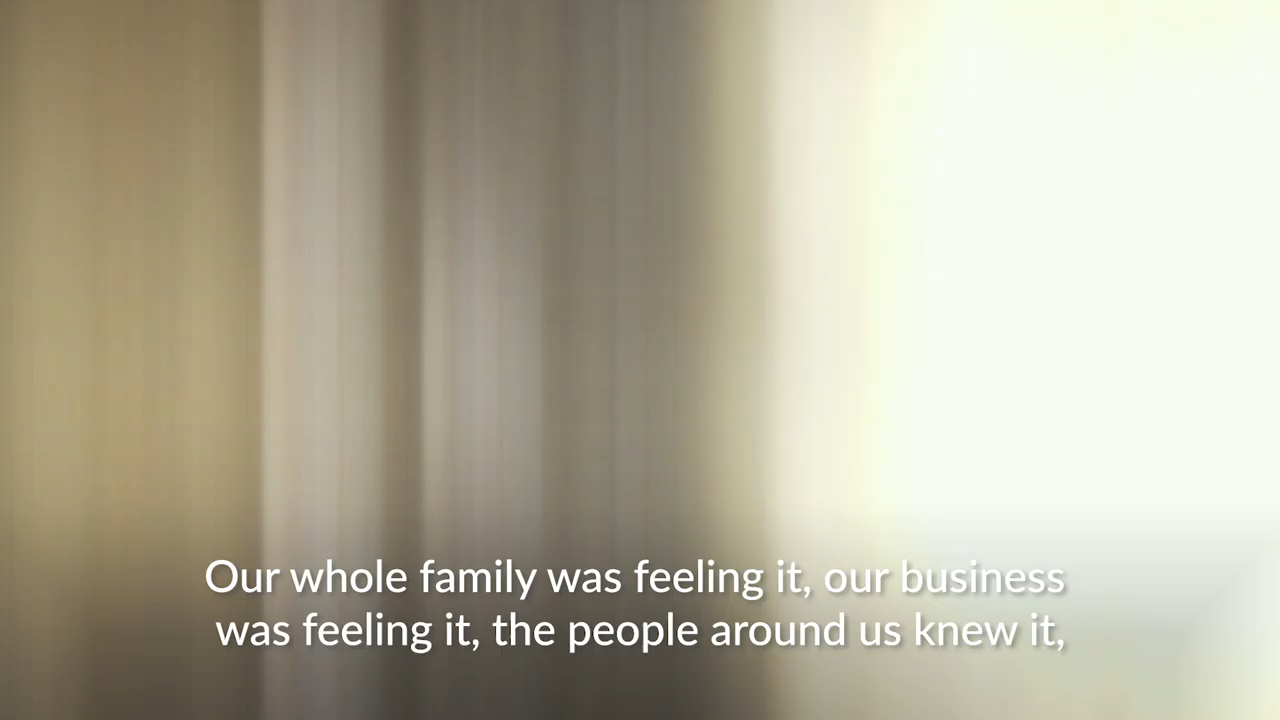 Our whole family was feeling it, our business
was feeling it, the people around us knew it,